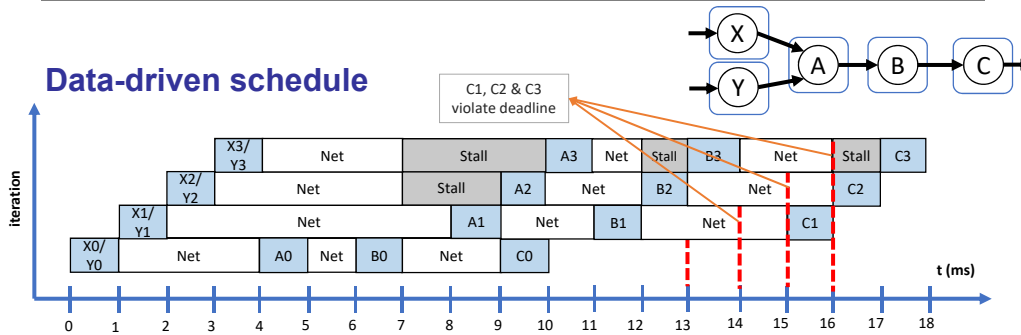 X
Y
A
B
C
Data-driven schedule
C1, C2 & C3
violate deadline
iteration
X3/
Y3
Net
Stall
A3
Net
Stall
B3
Net
Stall
C3
X2/
Y2
Net
Stall
A2
Net
B2
Net
C2
X1/
Y1
Net
A1
Net
B1
Net
C1
X0/
Y0
Net
A0
Net
B0
Net
C0
t (ms)
0 1 2 3 4 5 6 7 8 9 10 11 12 13 14 15 16 17 18